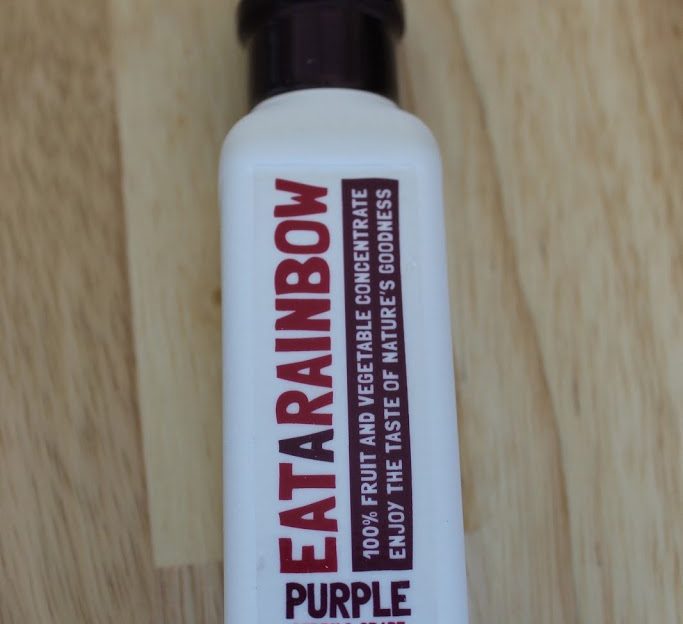 EATARAINBOW
100% FRUIT AND VEGETABLE CONCENTRATE
ENJOY THE TASTE OF NATURE'S GOODNESS
PURPLE